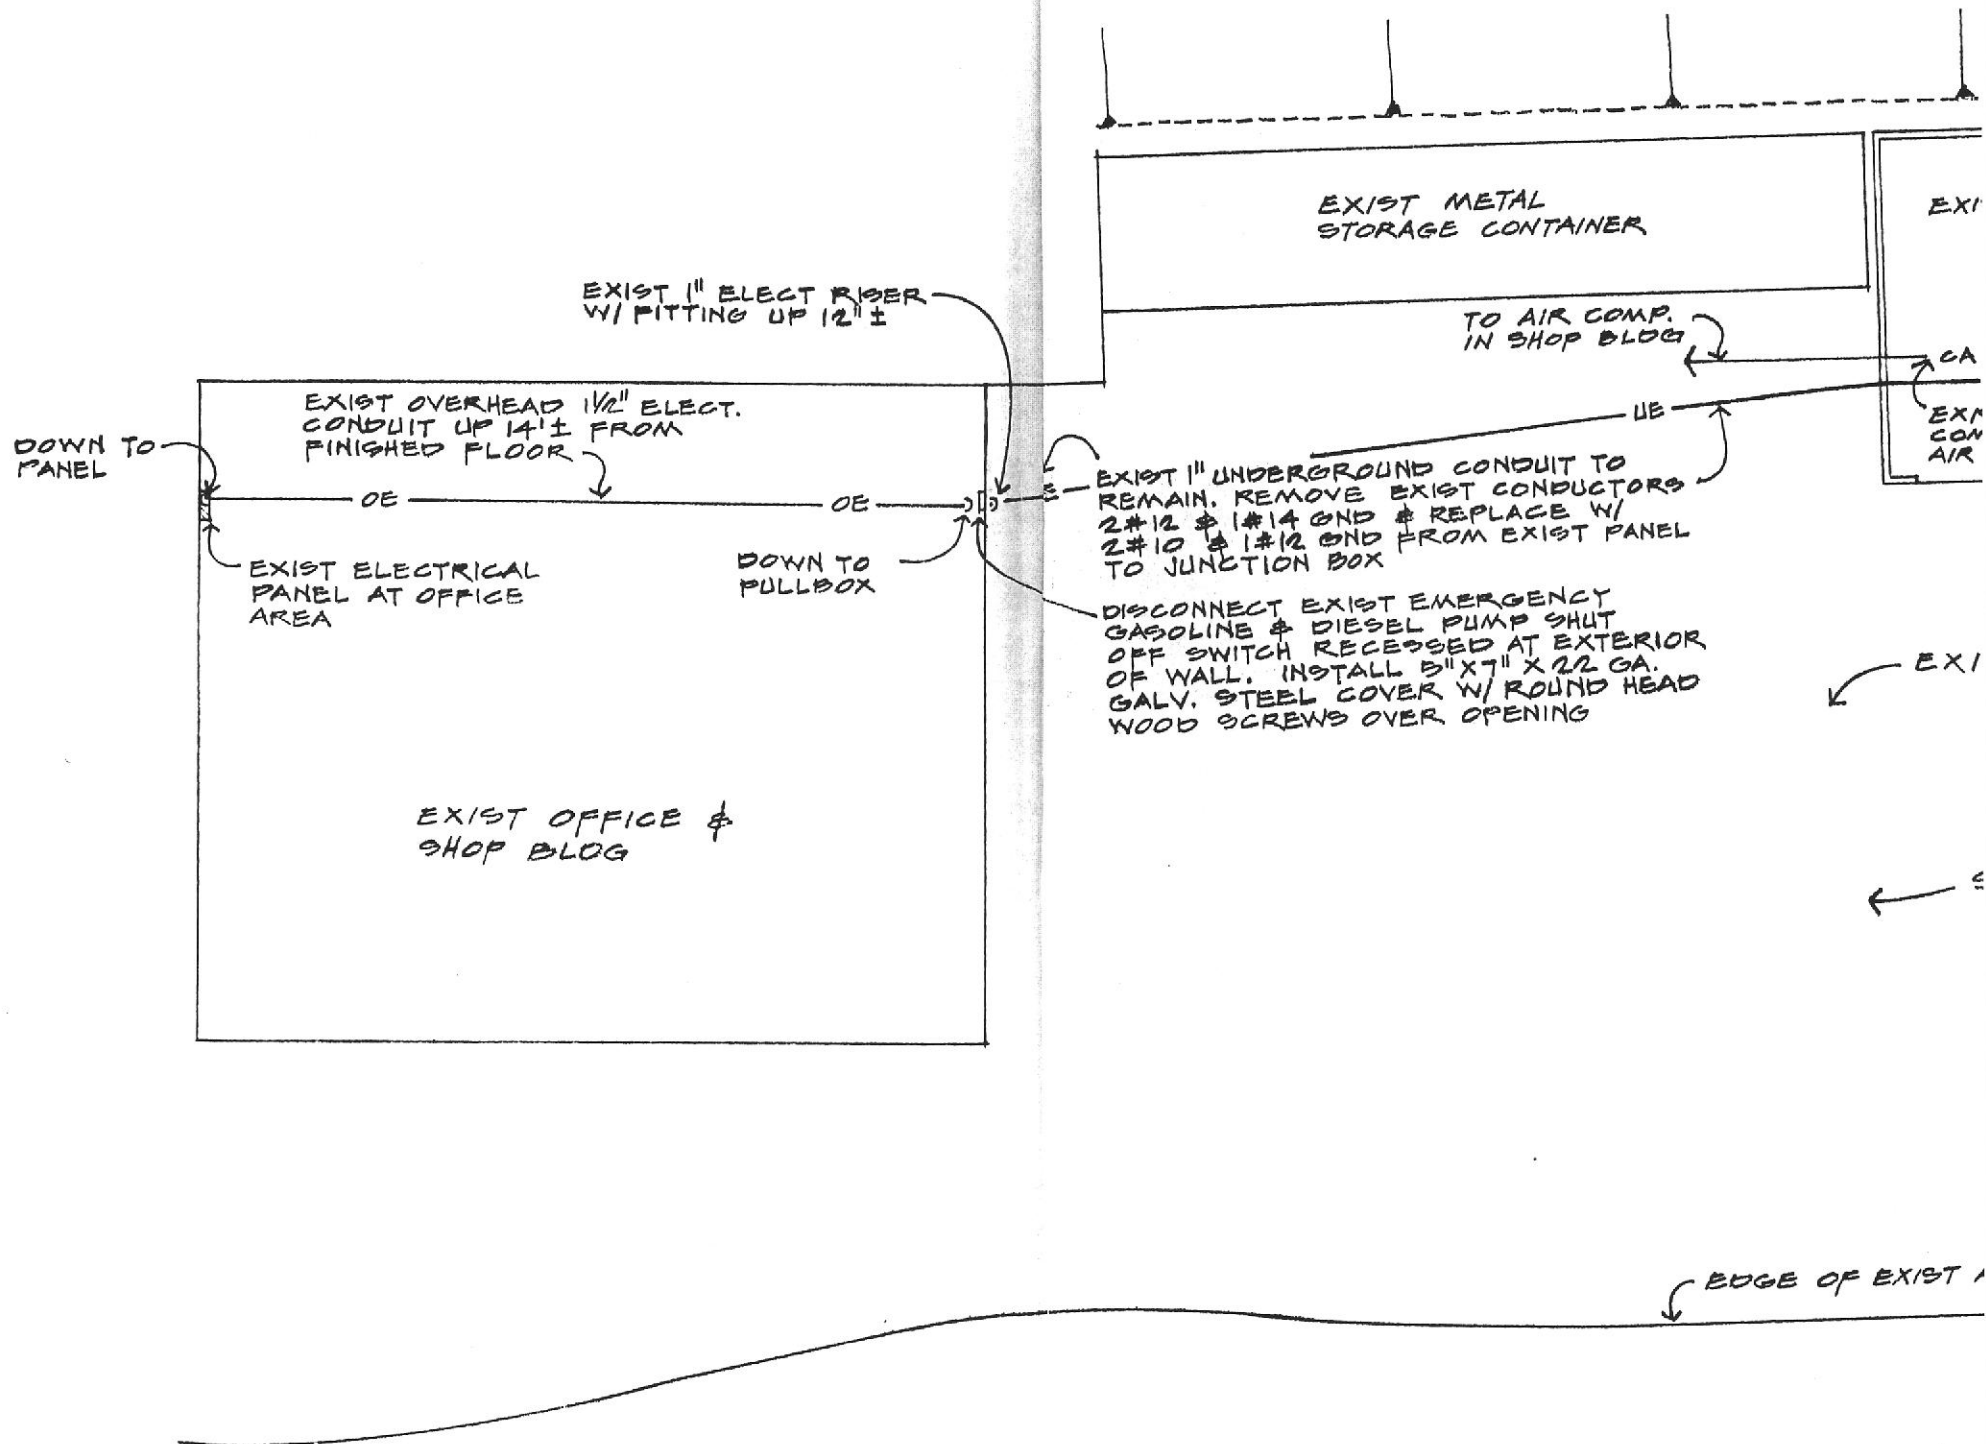 EXIST METAL
STORAGE CONTAINER
EXIST 1" ELECT RISER
W/ FITTING UP 12"±
TO AIR COMP.
IN SHOP BLDG
CA
EXIST OVERHEAD 1½" ELECT.
CONDUIT UP 14'± FROM
FINISHED FLOOR
DOWN TO
PANEL
OE
OE
UE
CON
AIR
EXIST ELECTRICAL
PANEL AT OFFICE
AREA
DOWN TO
PULLBOX
EXIST 1" UNDERGROUND CONDUIT TO
REMAIN. REMOVE EXIST CONDUCTORS
2#12 & 1#14 GND & REPLACE W/
2#10 & 1#12 GND FROM EXIST PANEL
TO JUNCTION BOX
DISCONNECT EXIST EMERGENCY
GASOLINE & DIESEL PUMP SHUT
OFF SWITCH RECESSED AT EXTERIOR
OF WALL. INSTALL 5"X7" X 22 GA.
GALV. STEEL COVER W/ ROUND HEAD
WOOD SCREWS OVER OPENING
EXIST OFFICE &
SHOP BLDG
EDGE OF EXIST